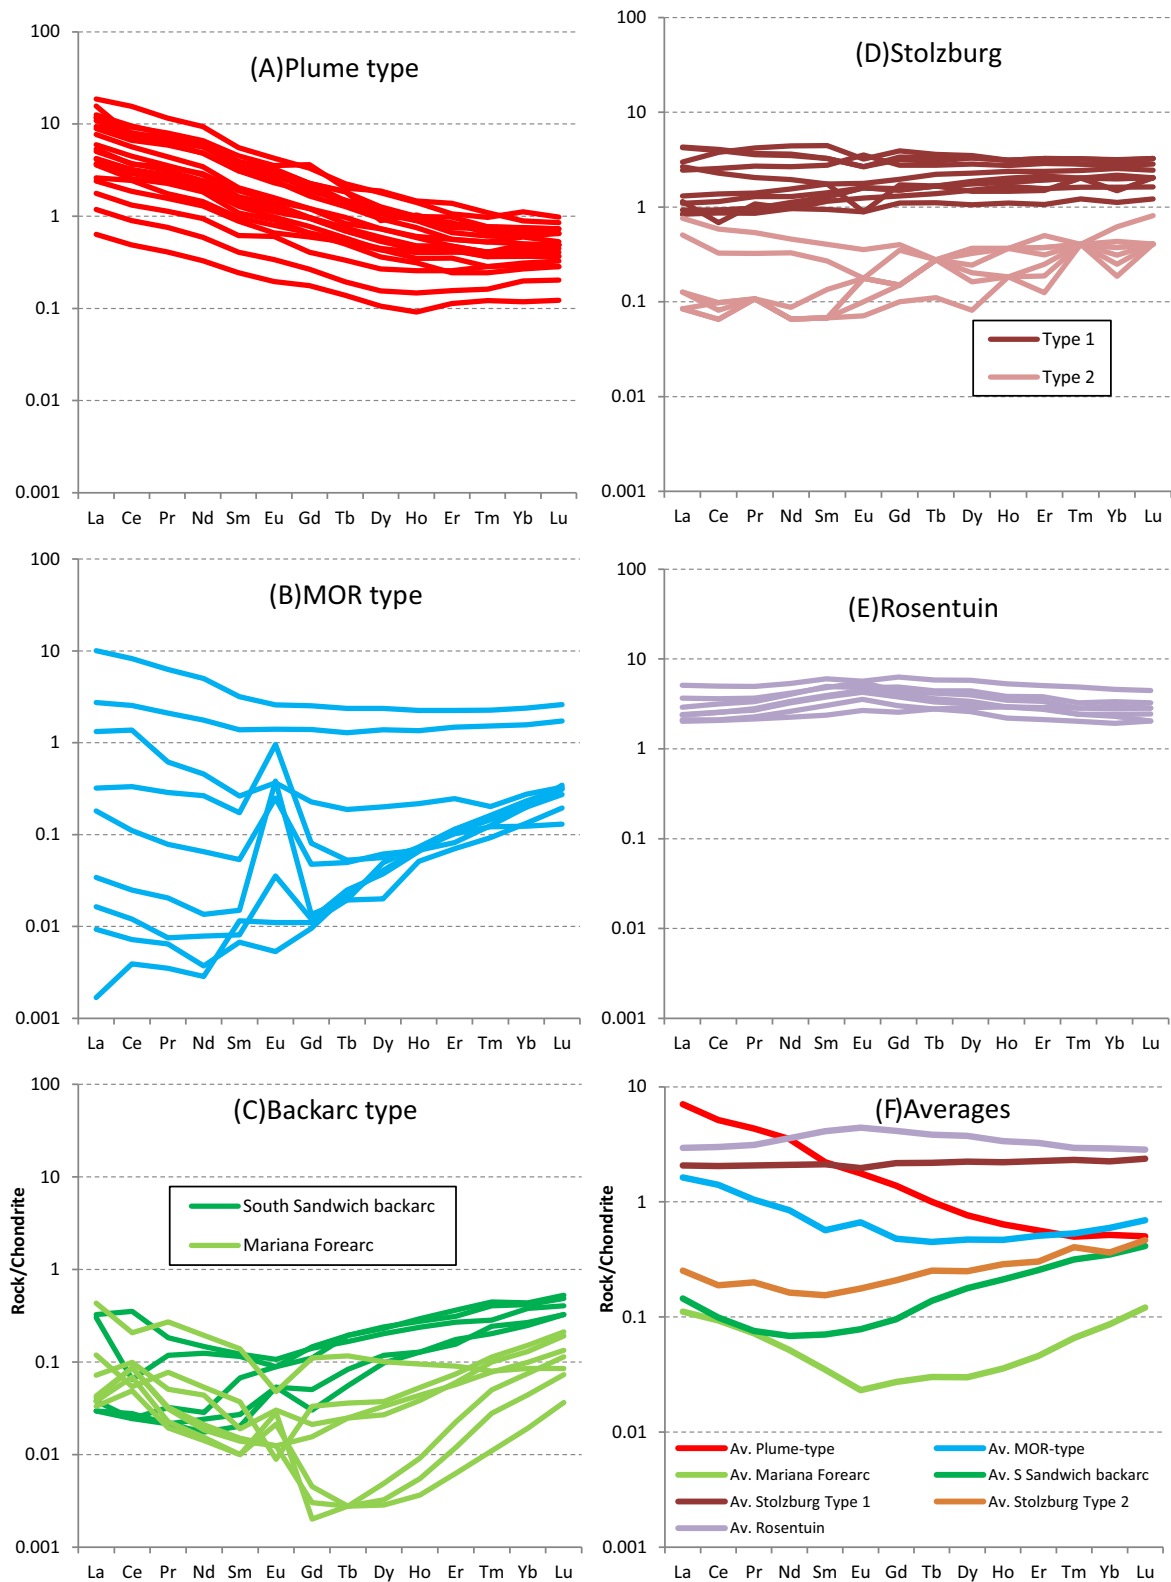 (A)Plume type
100
10
1
0.1
0.01
0.001
La Ce Pr Nd Sm Eu Gd Tb Dy Ho Er Tm Yb Lu
(D)Stolzburg
100
10
1
0.1
0.01
0.001
Type 1
Type 2
La Ce Pr Nd Sm Eu Gd Tb Dy Ho Er Tm Yb Lu
(B)MOR type
100
10
1
0.1
0.01
0.001
La Ce Pr Nd Sm Eu Gd Tb Dy Ho Er Tm Yb Lu
(E)Rosentuin
100
10
1
0.1
0.01
0.001
La Ce Pr Nd Sm Eu Gd Tb Dy Ho Er Tm Yb Lu
(C)Backarc type
Rock/Chondrite
100
10
1
0.1
0.01
0.001
South Sandwich backarc
Mariana Forearc
La Ce Pr Nd Sm Eu Gd Tb Dy Ho Er Tm Yb Lu
(F)Averages
Rock/Chondrite
10
1
0.1
0.01
0.001
Av. Plume-type Av. MOR-type
Av. Mariana Forearc Av. S Sandwich backarc
Av. Stolzburg Type 1 Av. Stolzburg Type 2
Av. Rosentuin
La Ce Pr Nd Sm Eu Gd Tb Dy Ho Er Tm Yb Lu